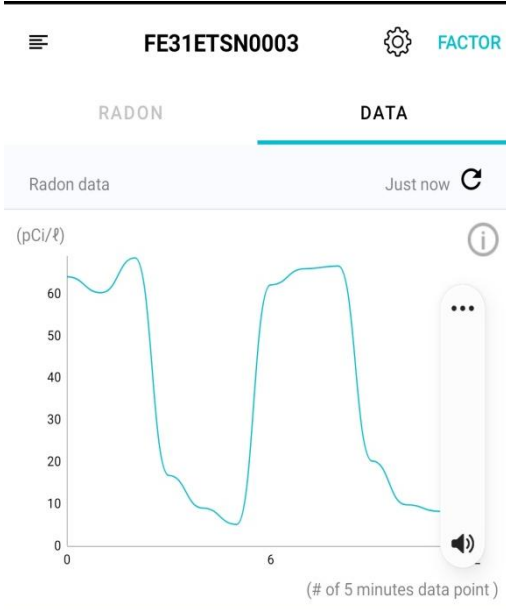 FE31ETSN0003 FACTOR
RADON DATA
Radon data Just now
(pCi/ℓ)
60
50
40
30
20
10
0
0 6
(# of 5 minutes data point )